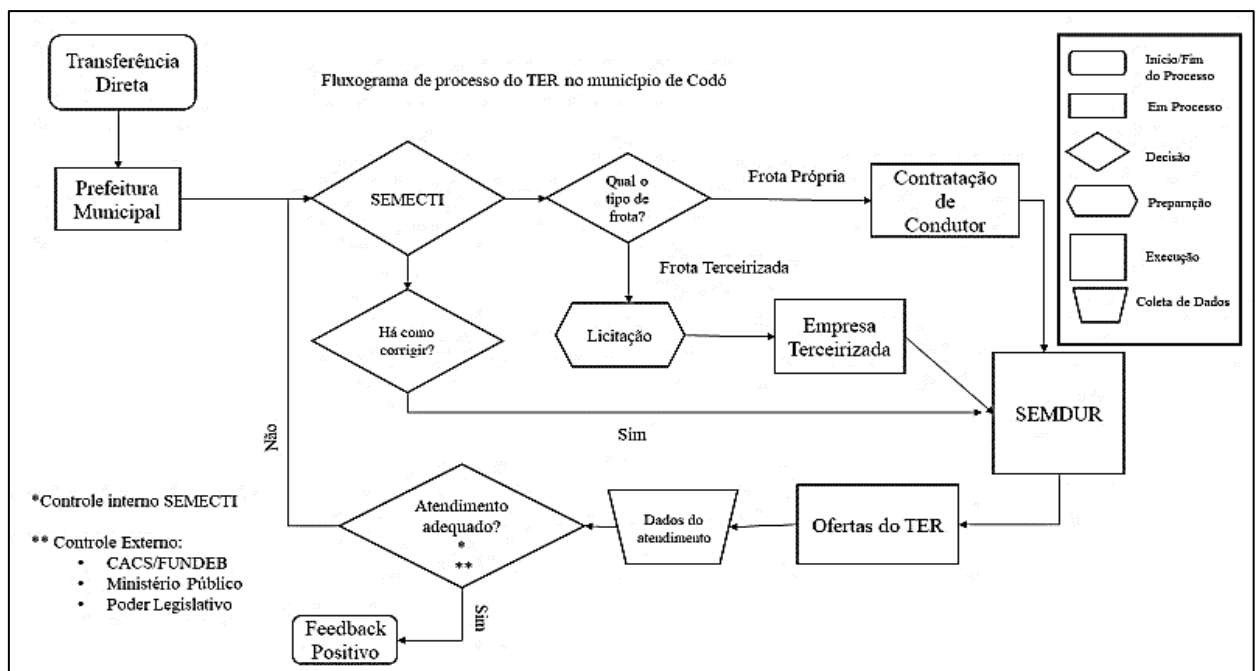 Transferência
Direta
Fluxograma de processo do TER no município de Codó
Início/Fim
do Processo
Em Processo
Decisão
Preparação
Execução
Coleta de Dados
Prefeitura
Municipal
SEMECTI
Qual o
tipo de
frota?
Frota Própria
Contratação
de
Condutor
Frota Terceirizada
Há como
corrigir?
Licitação
Empresa
Terceirizada
SEMDUR
Sim
Não
*Controle interno SEMECTI
** Controle Externo:
• CACS/FUNDEB
• Ministério Público
• Poder Legislativo
Atendimento
adequado?
*
**
Dados do
atendimento
Ofertas do TER
Sim
Feedback
Positivo